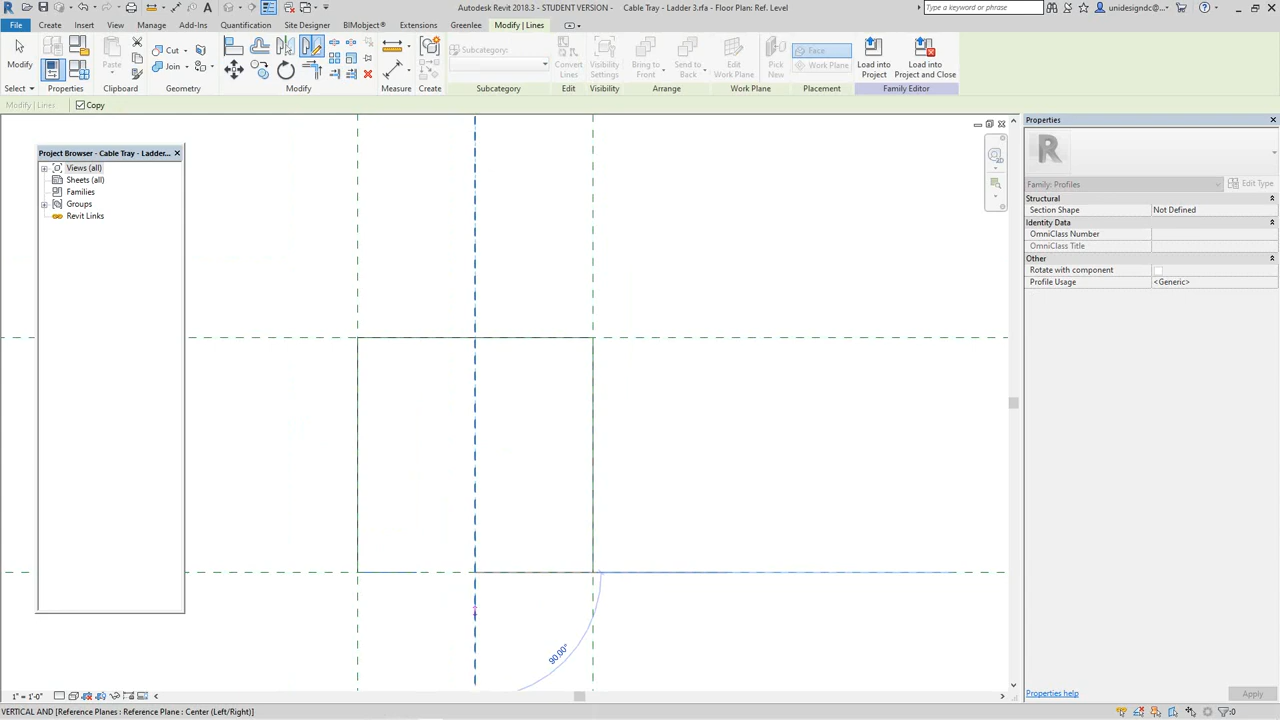 Autodesk Revit 2018.3 - STUDENT VERSION - Cable Tray - Ladder 3.rfa - Floor Plan: Ref. Level
Type a keyword or phrase
unidesigndc@...
File Create Insert View Manage Add-Ins Quantification Site Designer BIMobject® Extensions Greenlee Modify | Lines
Modify
Paste
Cut
Join
Subcategory:
Convert Lines
Visibility Settings
Bring to Front
Send to Back
Edit Work Plane
Pick New
Face
Work Plane
Load into Project
Load into Project and Close
Select Properties Clipboard Geometry Modify Measure Create Subcategory Edit Visibility Arrange Work Plane Placement Family Editor
Modify | Lines Copy
Project Browser - Cable Tray - Ladder...
Views (all)
Sheets (all)
Families
Groups
Revit Links
90.00°
Properties
R
Family: Profiles
Edit Type
Structural
Section Shape Not Defined
Identity Data
OmniClass Number
OmniClass Title
Other
Rotate with component
Profile Usage <Generic>
Properties help
Apply
1" = 1'-0"
VERTICAL AND [Reference Planes : Reference Plane : Center (Left/Right)]
:0